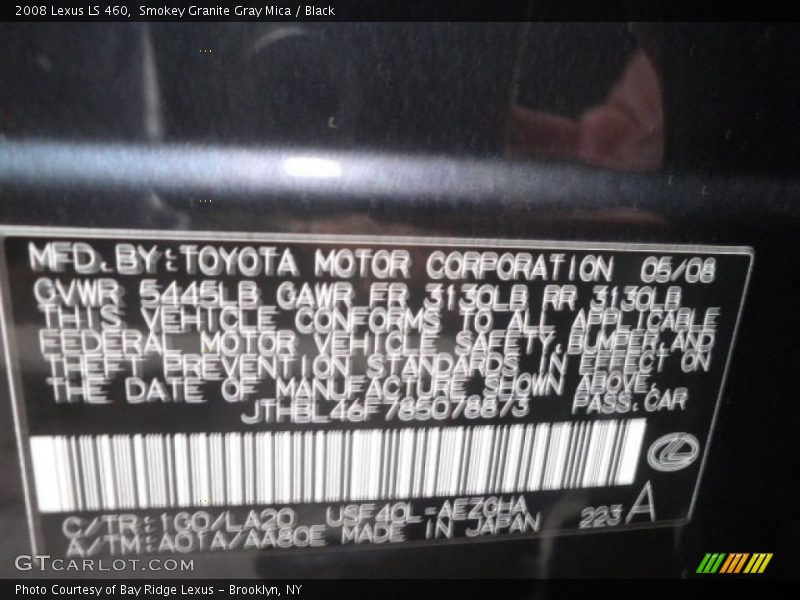 2008 Lexus LS 460, Smokey Granite Gray Mica / Black
MFD. BY: TOYOTA MOTOR CORPORATION 05/08
GVWR 5445LB GAWR FR 3130LB RR 3130LB
THIS VEHICLE CONFORMS TO ALL APPLICABLE
FEDERAL MOTOR VEHICLE SAFETY, BUMPER, AND
THEFT PREVENTION STANDARDS IN EFFECT ON
THE DATE OF MANUFACTURE SHOWN ABOVE.
JTHBL46F785078873 PASS. CAR
C/TR: 1G0/LA20 USF40L-AEZGHA
A/TM: A01A/AA80E MADE IN JAPAN 223 A
GTCARLOT.COM
Photo Courtesy of Bay Ridge Lexus - Brooklyn, NY